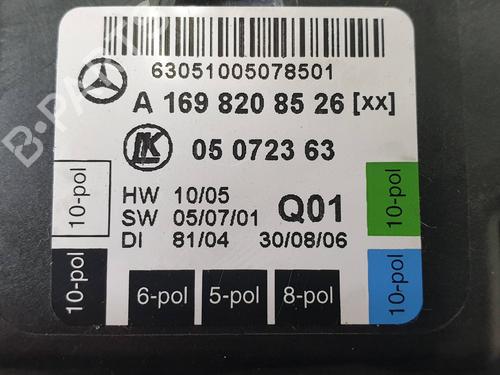 63051005078501
A 169 820 85 26 [xx]
LK 05 0723 63
HW 10/05
SW 05/07/01 Q01
DI 81/04 30/08/06
10-pol
10-pol
10-pol
10-pol
6-pol 5-pol 8-pol
B-PARTS